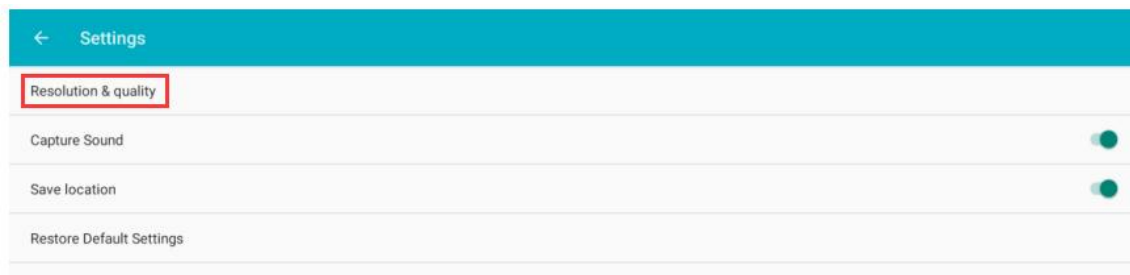 Settings
Resolution & quality
Capture Sound
Save location
Restore Default Settings